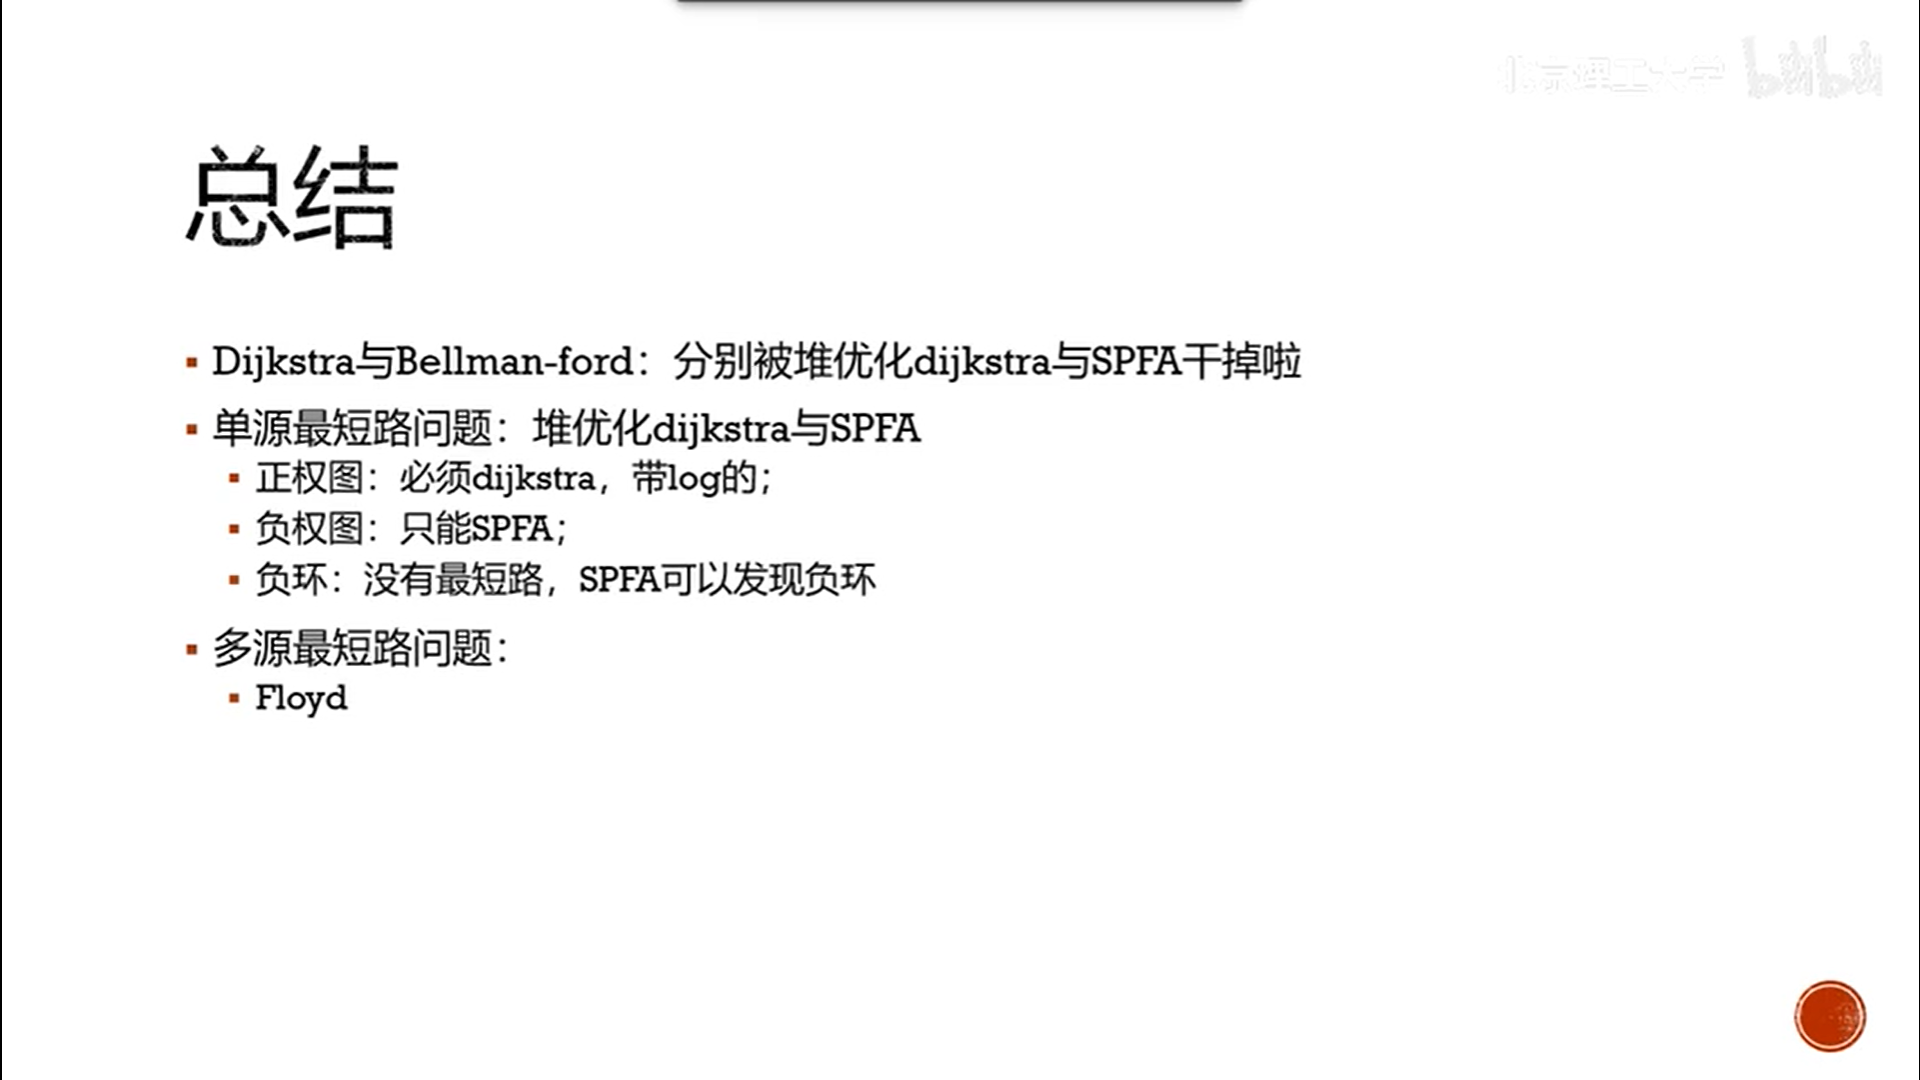 北京理工大学 bilibili
总结
Dijkstra与Bellman-ford：分别被堆优化dijkstra与SPFA干掉啦
单源最短路问题：堆优化dijkstra与SPFA
正权图：必须dijkstra，带log的；
负权图：只能SPFA；
负环：没有最短路，SPFA可以发现负环
多源最短路问题：
Floyd